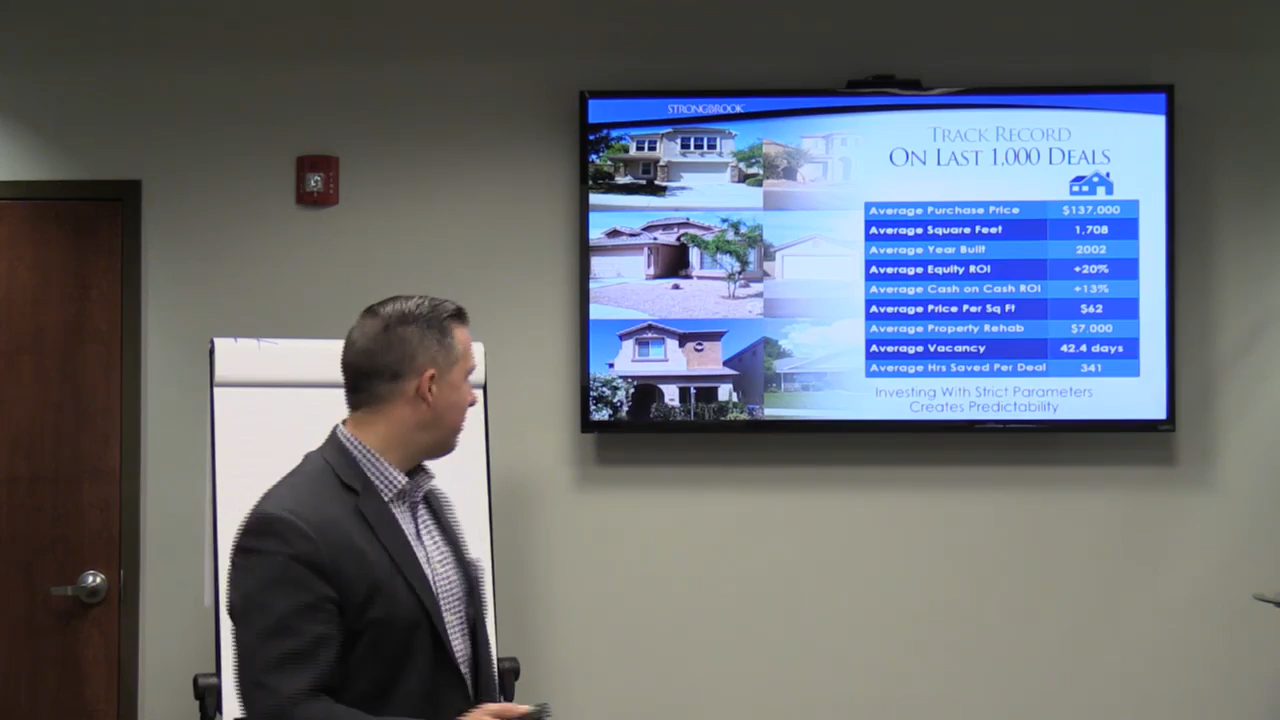 STRONGBROOK
TRACK RECORD
ON LAST 1,000 DEALS
Average Purchase Price $137,000
Average Square Feet 1,708
Average Year Built 2002
Average Equity ROI +20%
Average Cash on Cash ROI +13%
Average Price Per Sq Ft $62
Average Property Rehab $7,000
Average Vacancy 42.4 days
Average Hrs Saved Per Deal 341
Investing With Strict Parameters
Creates Predictability